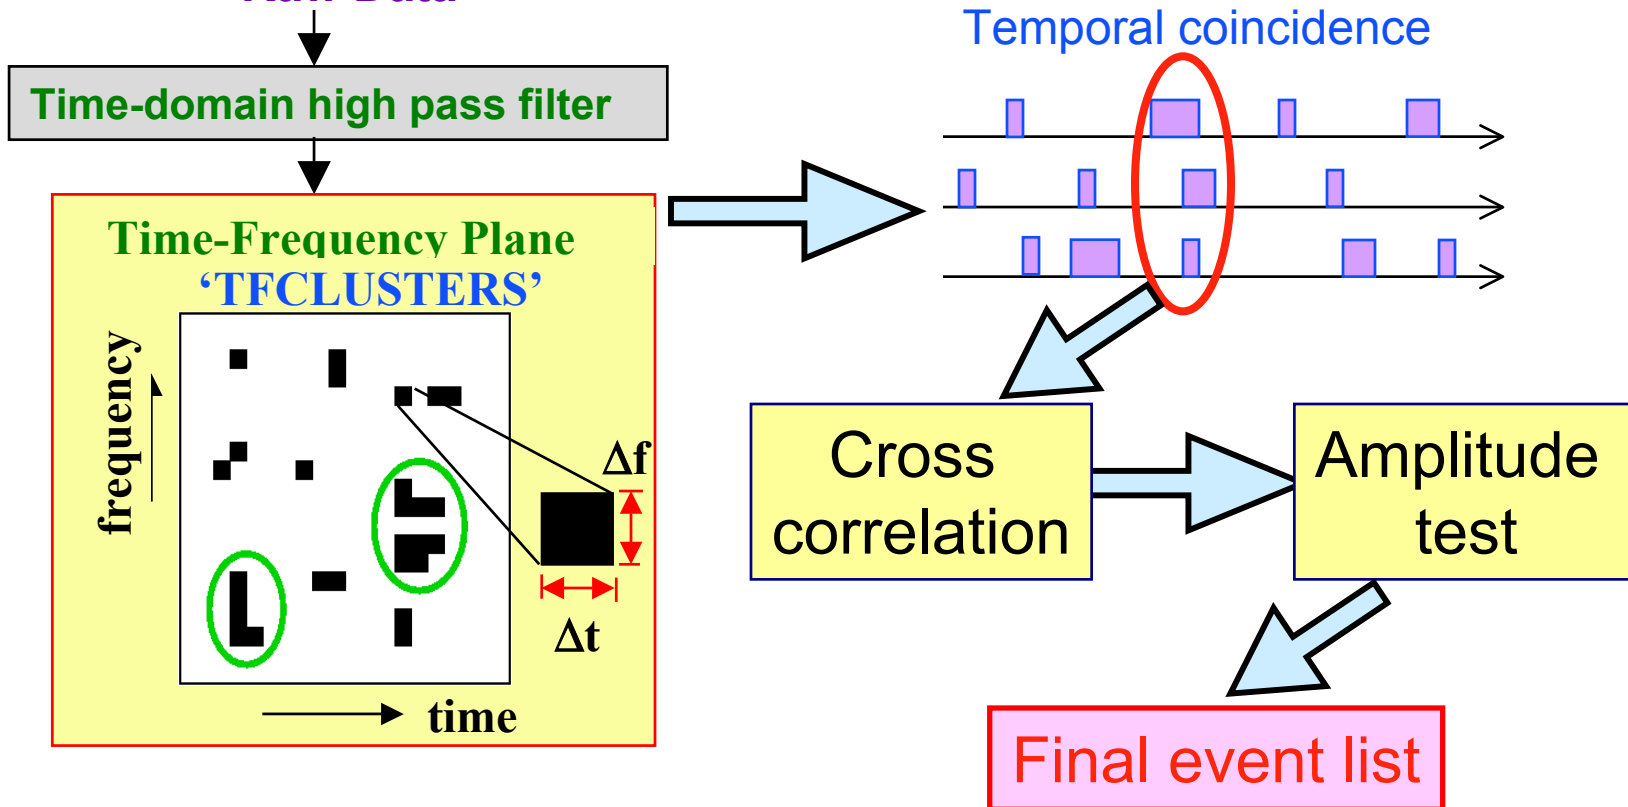 Time-domain high pass filter
Time-Frequency Plane
‘TFCLUSTERS’
frequency
Δf
Δt
time
Temporal coincidence
Cross
correlation
Amplitude
test
Final event list